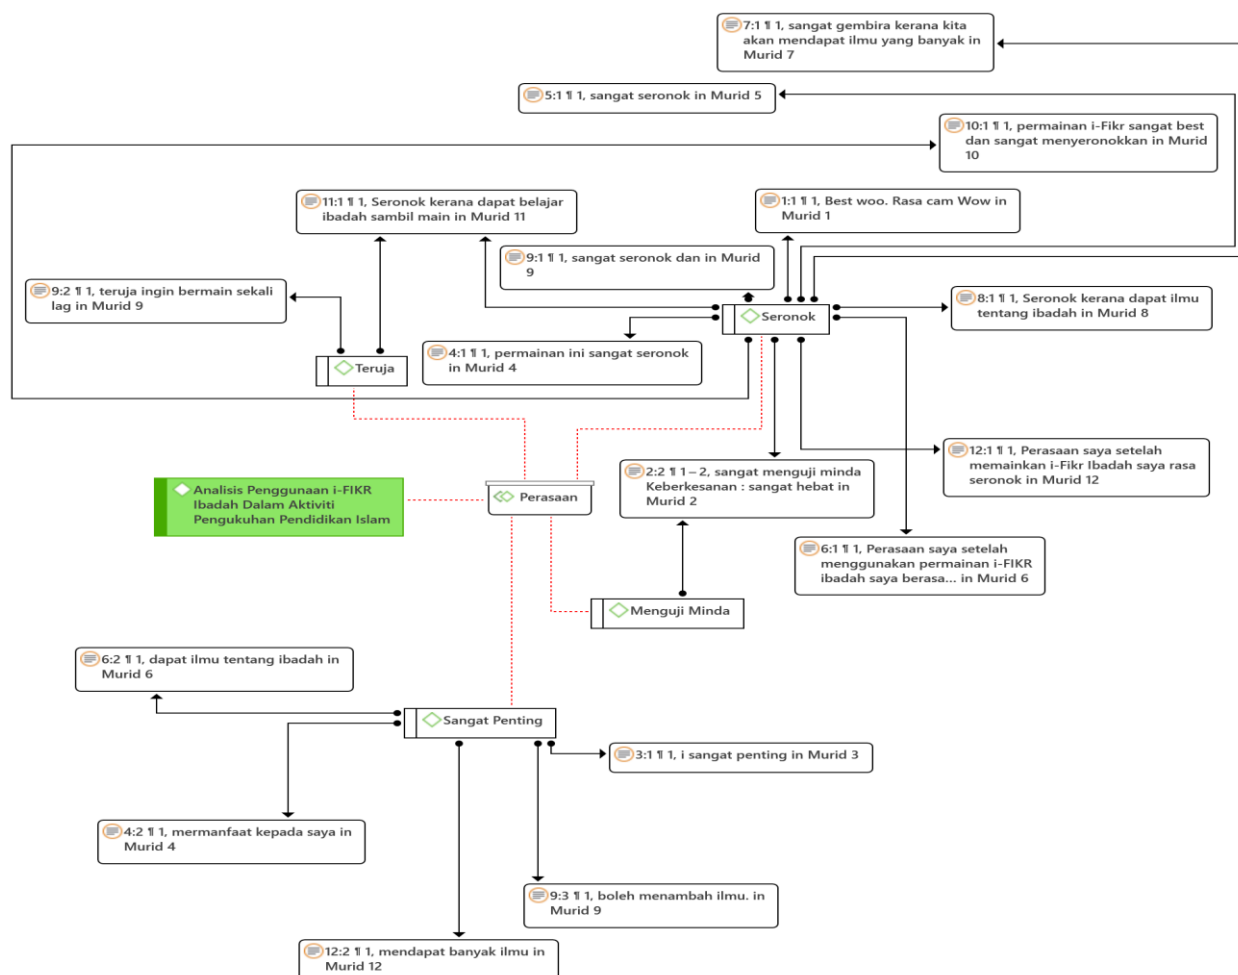 7:1 ¶ 1, sangat gembira kerana kita
akan mendapat ilmu yang banyak in
Murid 7
5:1 ¶ 1, sangat seronok in Murid 5
10:1 ¶ 1, permainan i-Fikr sangat best
dan sangat menyeronokkan in Murid
10
11:1 ¶ 1, Seronok kerana dapat belajar
ibadah sambil main in Murid 11
1:1 ¶ 1, Best woo. Rasa cam Wow in
Murid 1
9:1 ¶ 1, sangat seronok dan in Murid
9
9:2 ¶ 1, teruja ingin bermain sekali
lag in Murid 9
Seronok
8:1 ¶ 1, Seronok kerana dapat ilmu
tentang ibadah in Murid 8
4:1 ¶ 1, permainan ini sangat seronok
in Murid 4
Teruja
12:1 ¶ 1, Perasaan saya setelah
memainkan i-Fikr Ibadah saya rasa
seronok in Murid 12
2:2 ¶ 1 – 2, sangat menguji minda
Keberkesanan : sangat hebat in
Murid 2
Analisis Penggunaan i-FIKR
Ibadah Dalam Aktiviti
Pengukuhan Pendidikan Islam
Perasaan
6:1 ¶ 1, Perasaan saya setelah
menggunakan permainan i-FIKR
ibadah saya berasa... in Murid 6
Menguji Minda
6:2 ¶ 1, dapat ilmu tentang ibadah in
Murid 6
Sangat Penting
3:1 ¶ 1, i sangat penting in Murid 3
4:2 ¶ 1, mermanfaat kepada saya in
Murid 4
9:3 ¶ 1, boleh menambah ilmu. in
Murid 9
12:2 ¶ 1, mendapat banyak ilmu in
Murid 12